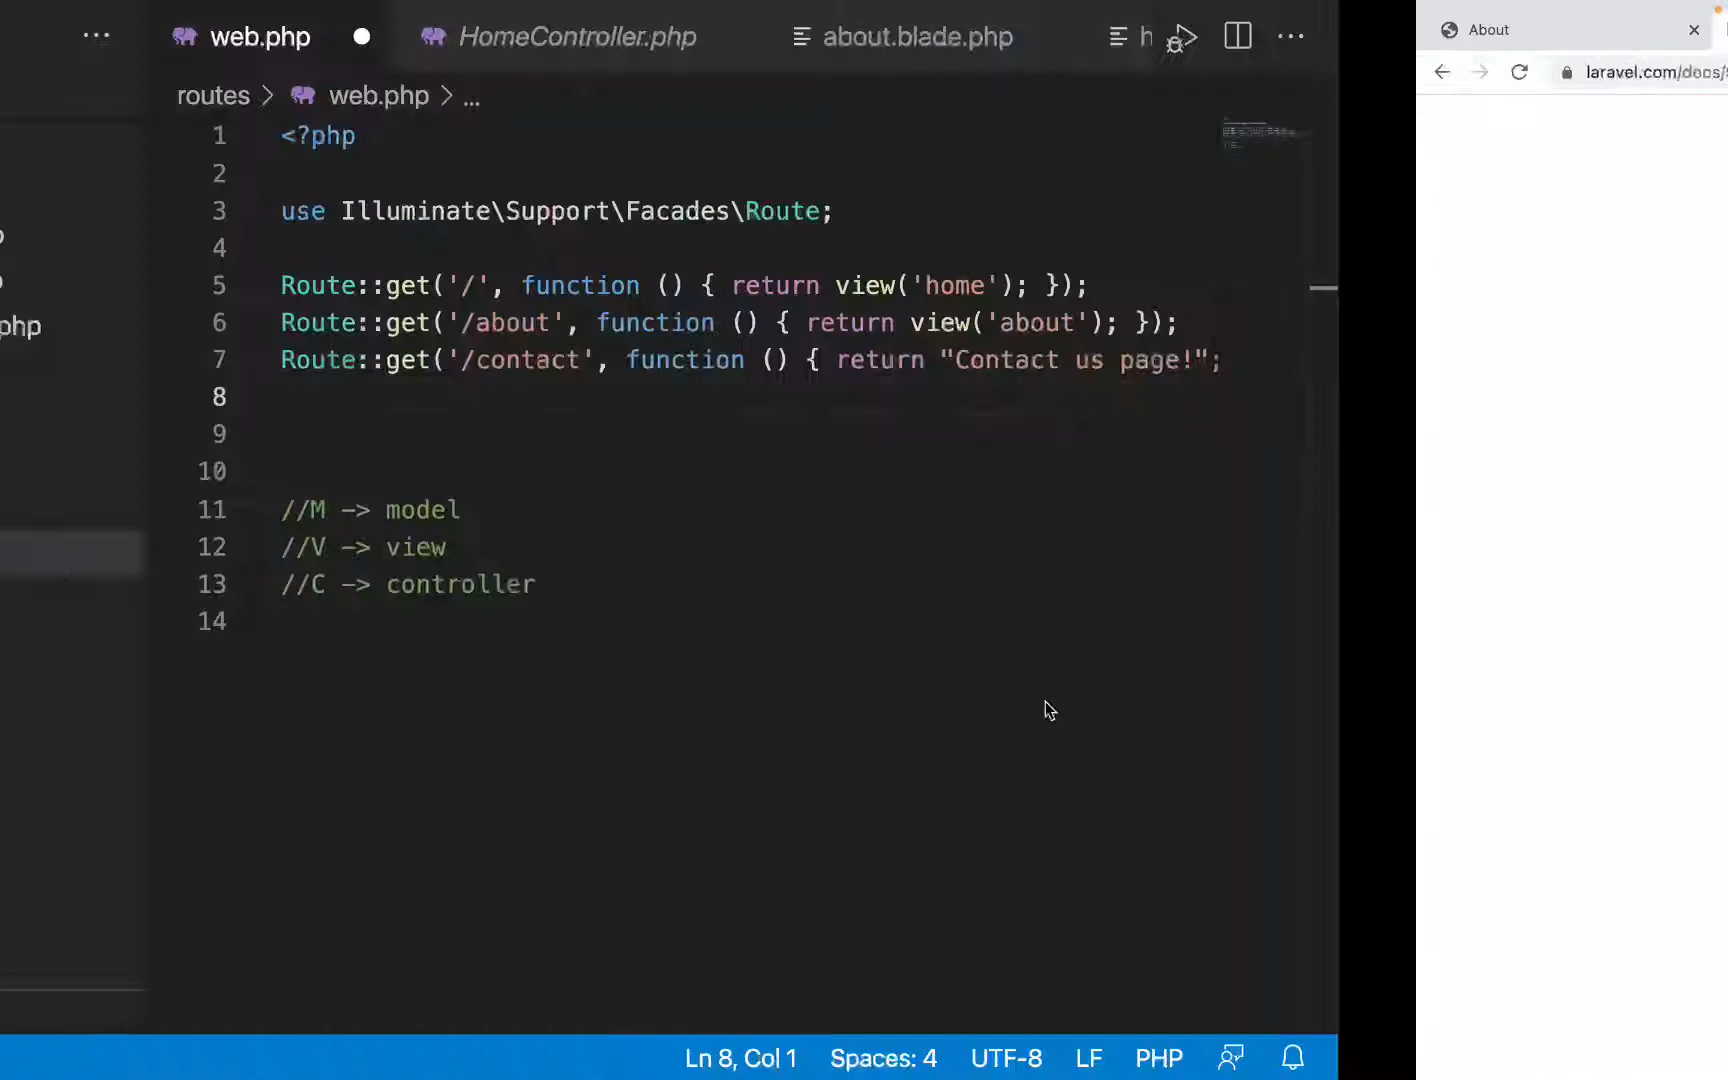 web.php
HomeController.php
about.blade.php
h
About
laravel.com/docs/
routes > web.php > ...
php
1 <?php
2
3 use Illuminate\Support\Facades\Route;
4
5 Route::get('/', function () { return view('home'); });
6 Route::get('/about', function () { return view('about'); });
7 Route::get('/contact', function () { return "Contact us page!";
8
9
10
11 //M -> model
12 //V -> view
13 //C -> controller
14
Ln 8, Col 1 Spaces: 4 UTF-8 LF PHP